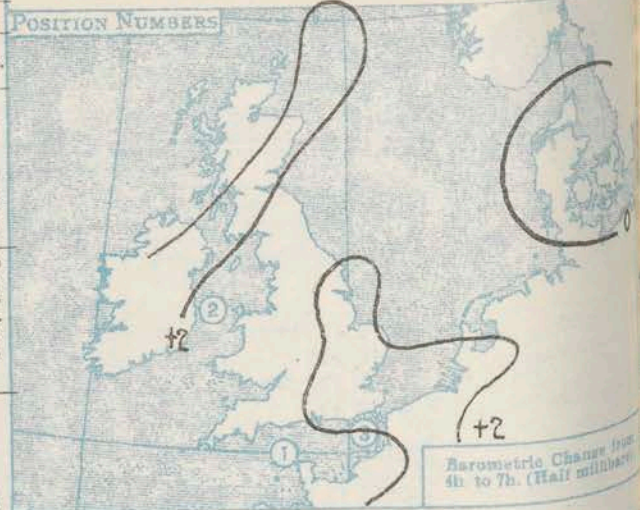 POSITION NUMBERS
0
2
+2
+2
1
3
Barometric Change from
4h to 7h. (Half millibars)